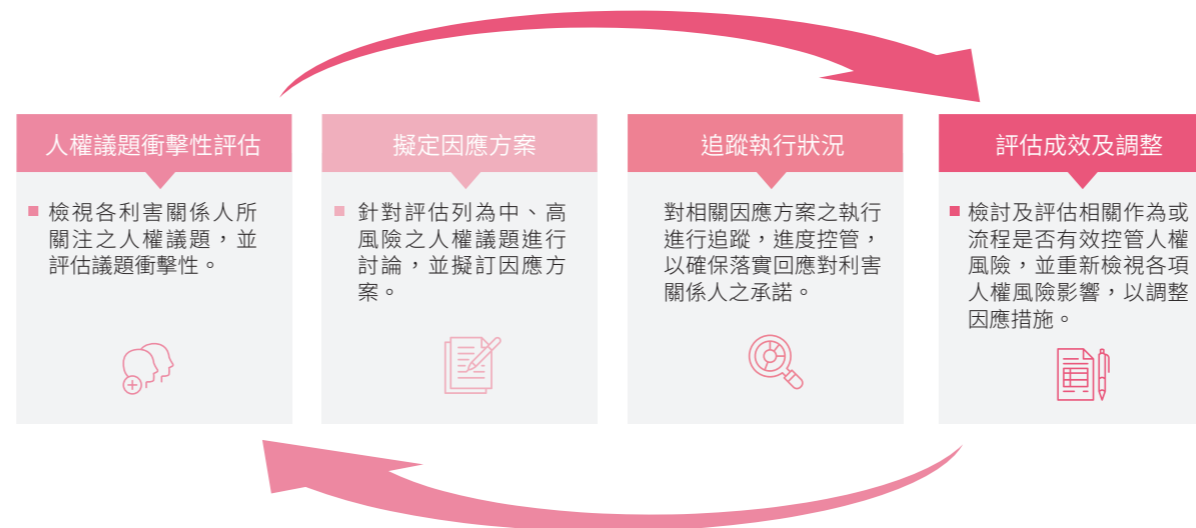 人權議題衝擊性評估
■ 檢視各利害關係人所
關注之人權議題,並
評估議題衝擊性。
擬定因應方案
■ 針對評估列為中、高
風險之人權議題進行
討論,並擬訂因應方
案。
追蹤執行狀況
對相關因應方案之執行
進行追蹤,進度控管,
以確保落實回應對利害
關係人之承諾。
評估成效及調整
■ 檢討及評估相關作為或
流程是否有效控管人權
風險,並重新檢視各項
人權風險影響,以調整
因應措施。